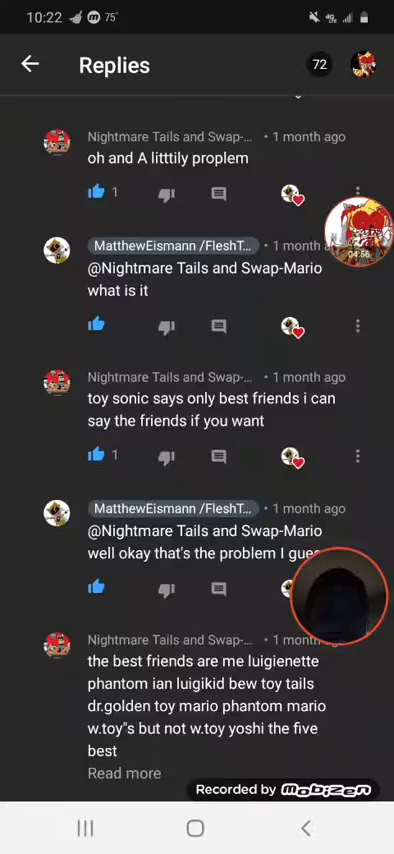 10:22 75° 4G
Replies 72
Nightmare Tails and Swap-... • 1 month ago
oh and A litttily proplem
1
MatthewEismann /FleshT... • 1 month a
@Nightmare Tails and Swap-Mario
what is it
04:50
Nightmare Tails and Swap-... • 1 month ago
toy sonic says only best friends i can
say the friends if you want
1
MatthewEismann /FleshT... • 1 month ago
@Nightmare Tails and Swap-Mario
well okay that's the problem I gue
Nightmare Tails and Swap-... • 1 month
the best friends are me luigienette
phantom ian luigikid bew toy tails
dr.golden toy mario phantom mario
w.toy"s but not w.toy yoshi the five
best
Read more
Recorded by Mobizen